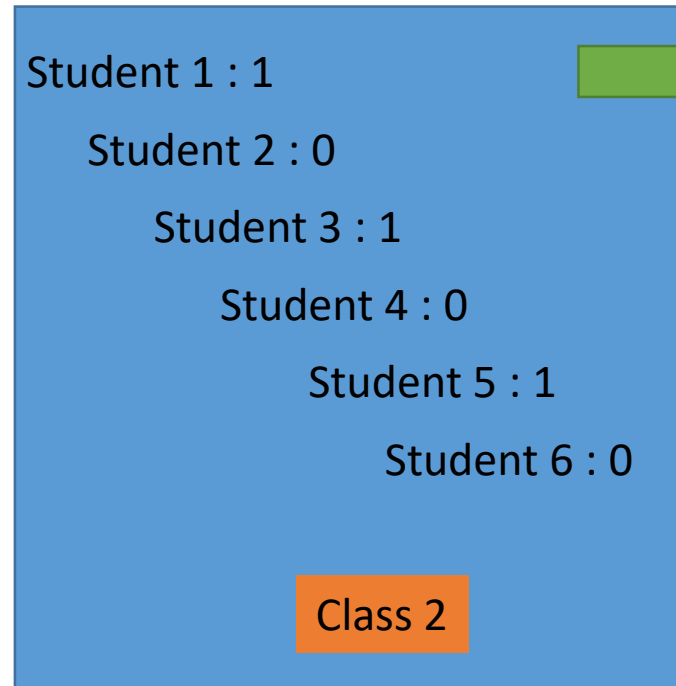 Student 1 : 1
Student 2 : 0
Student 3 : 1
Student 4 : 0
Student 5 : 1
Student 6 : 0
Class 2